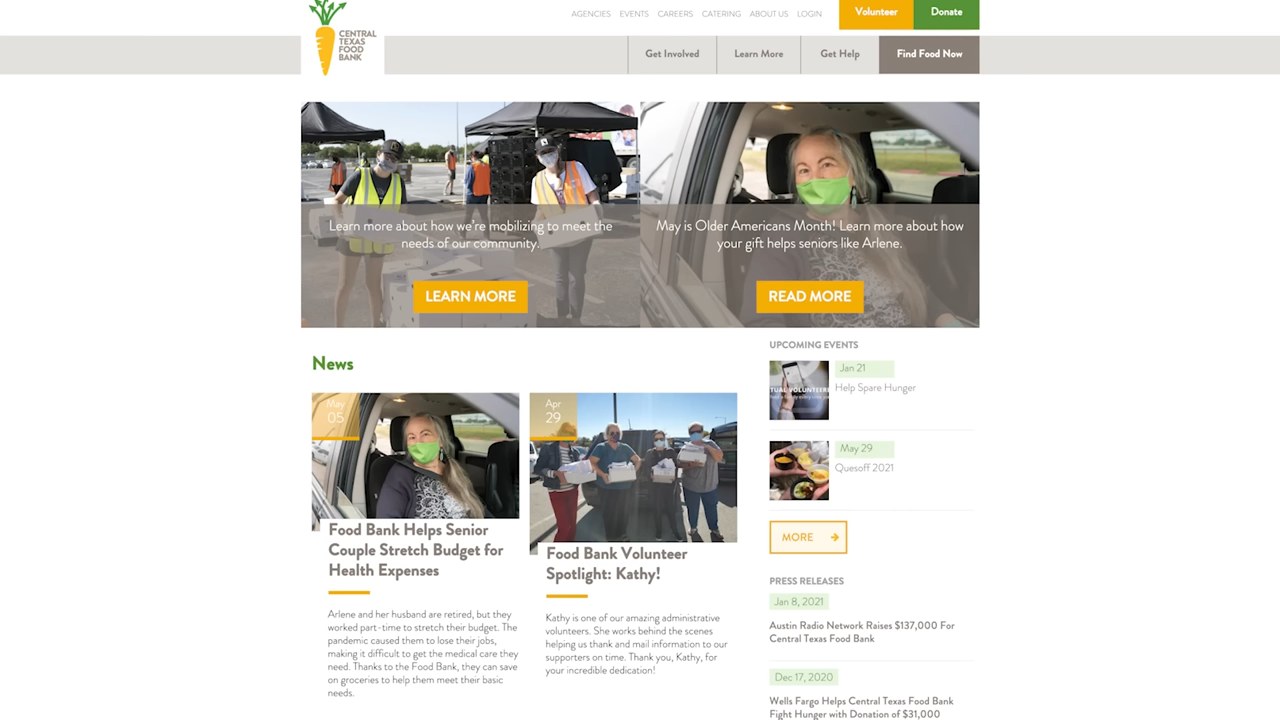 AGENCIES EVENTS CAREERS CATERING ABOUT US LOGIN Volunteer Donate
CENTRAL
TEXAS
FOOD
BANK
Get Involved Learn More Get Help Find Food Now
Learn more about how we're mobilizing to meet the
needs of our community.
LEARN MORE
May is Older Americans Month! Learn more about how
your gift helps seniors like Arlene.
READ MORE
News
May
05
Food Bank Helps Senior
Couple Stretch Budget for
Health Expenses
Arlene and her husband are retired, but they
worked part-time to stretch their budget. The
pandemic caused them to lose their jobs,
making it difficult to get the medical care they
need. Thanks to the Food Bank, they can save
on groceries to help them meet their basic
needs.
Apr
29
Food Bank Volunteer
Spotlight: Kathy!
Kathy is one of our amazing administrative
volunteers. She works behind the scenes
helping us thank and mail information to our
supporters on time. Thank you, Kathy, for
your incredible dedication!
UPCOMING EVENTS
Jan 21
Help Spare Hunger
May 29
Quesoff 2021
MORE
PRESS RELEASES
Jan 8, 2021
Austin Radio Network Raises $137,000 For
Central Texas Food Bank
Dec 17, 2020
Wells Fargo Helps Central Texas Food Bank
Fight Hunger with Donation of $31,000